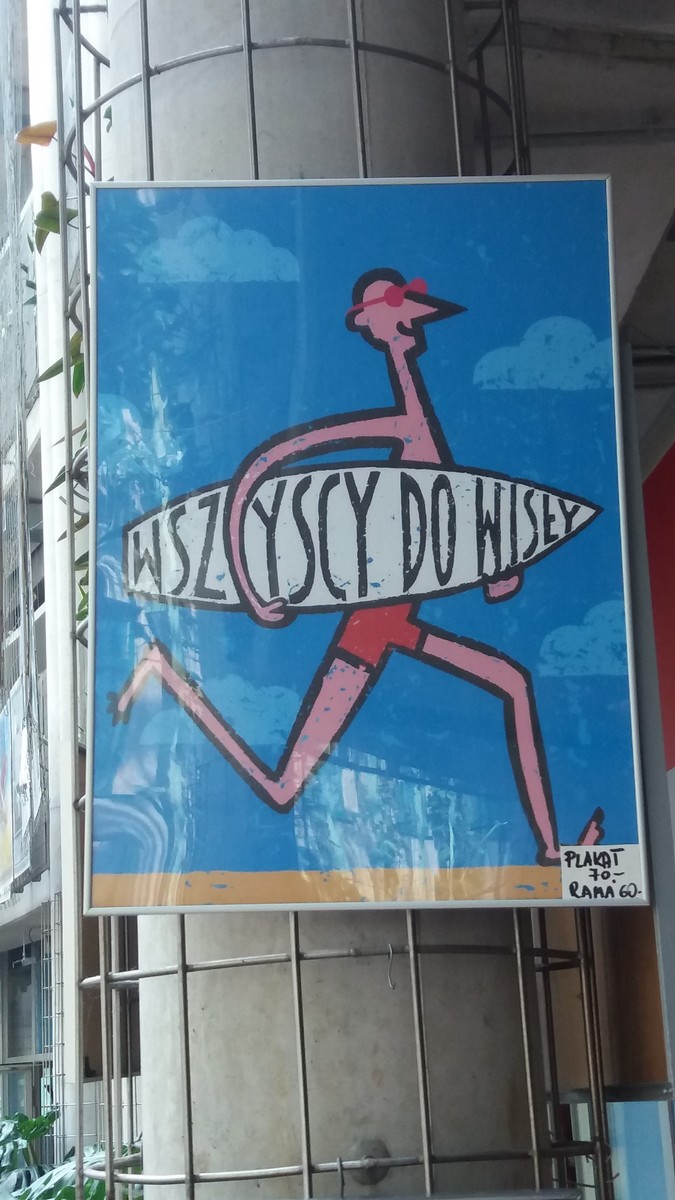 WSZYSCY DO WISŁY
PLAKAT
70.-
RAMA 60.-